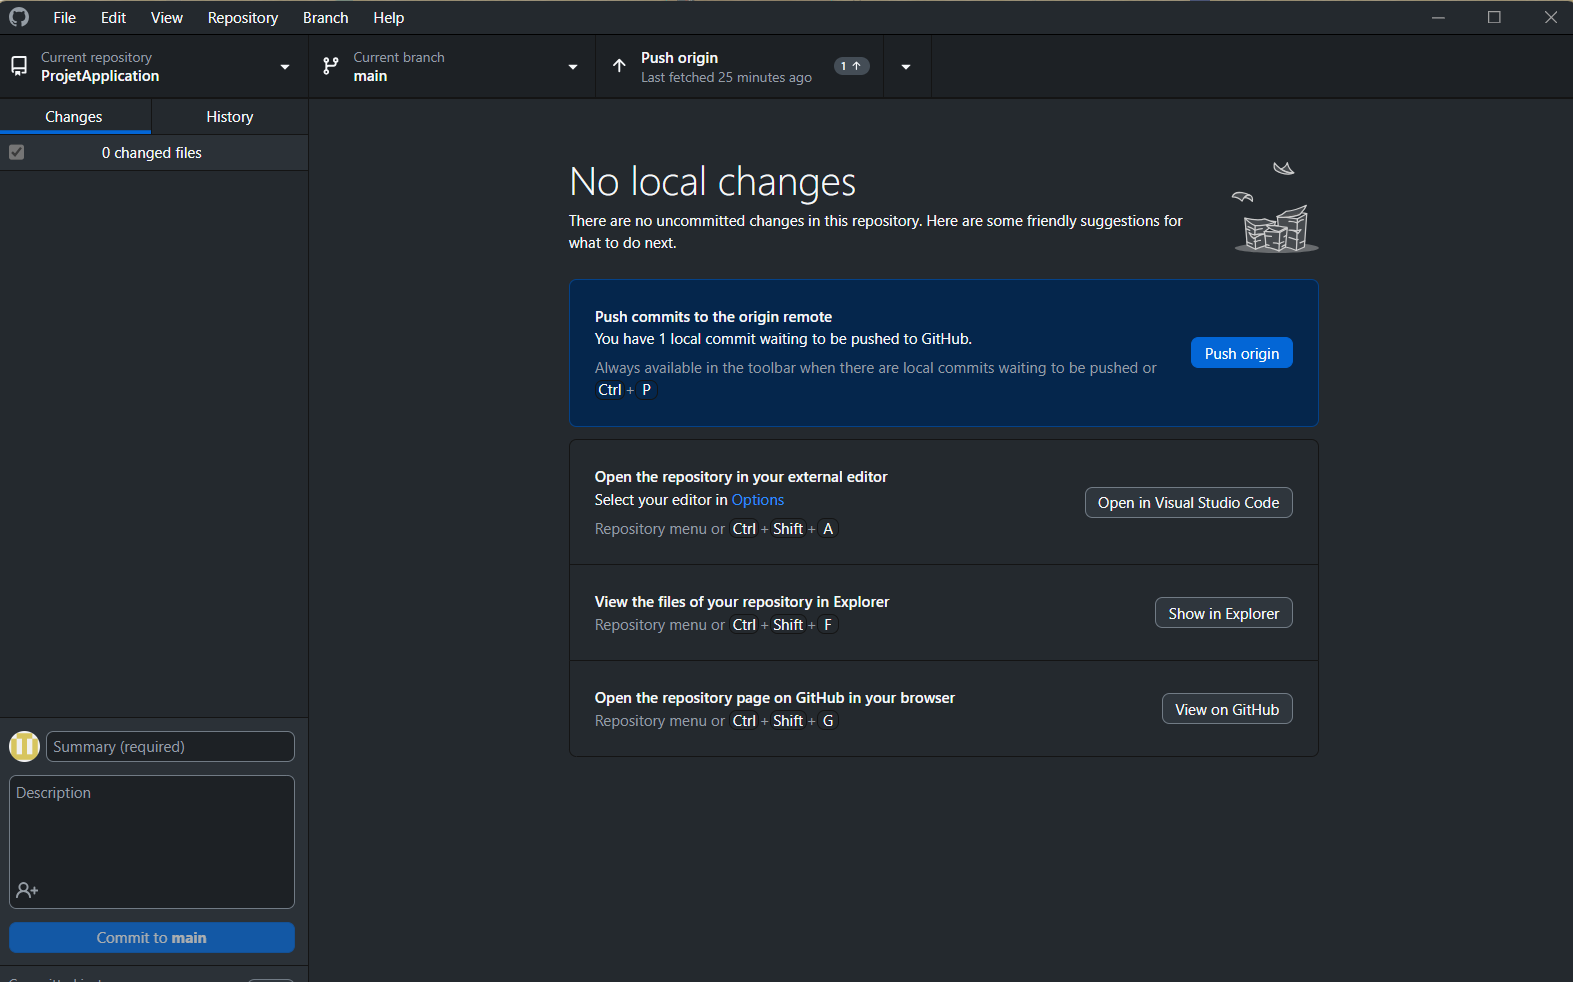 File Edit View Repository Branch Help
Current repository
ProjetApplication
Current branch
main
Push origin
Last fetched 25 minutes ago
1
Changes
History
0 changed files
No local changes
There are no uncommitted changes in this repository. Here are some friendly suggestions for
what to do next.
Push commits to the origin remote
You have 1 local commit waiting to be pushed to GitHub.
Always available in the toolbar when there are local commits waiting to be pushed or
Ctrl + P
Push origin
Open the repository in your external editor
Select your editor in Options
Repository menu or Ctrl + Shift + A
Open in Visual Studio Code
View the files of your repository in Explorer
Repository menu or Ctrl + Shift + F
Show in Explorer
Open the repository page on GitHub in your browser
Repository menu or Ctrl + Shift + G
View on GitHub
Summary (required)
Description
Commit to main